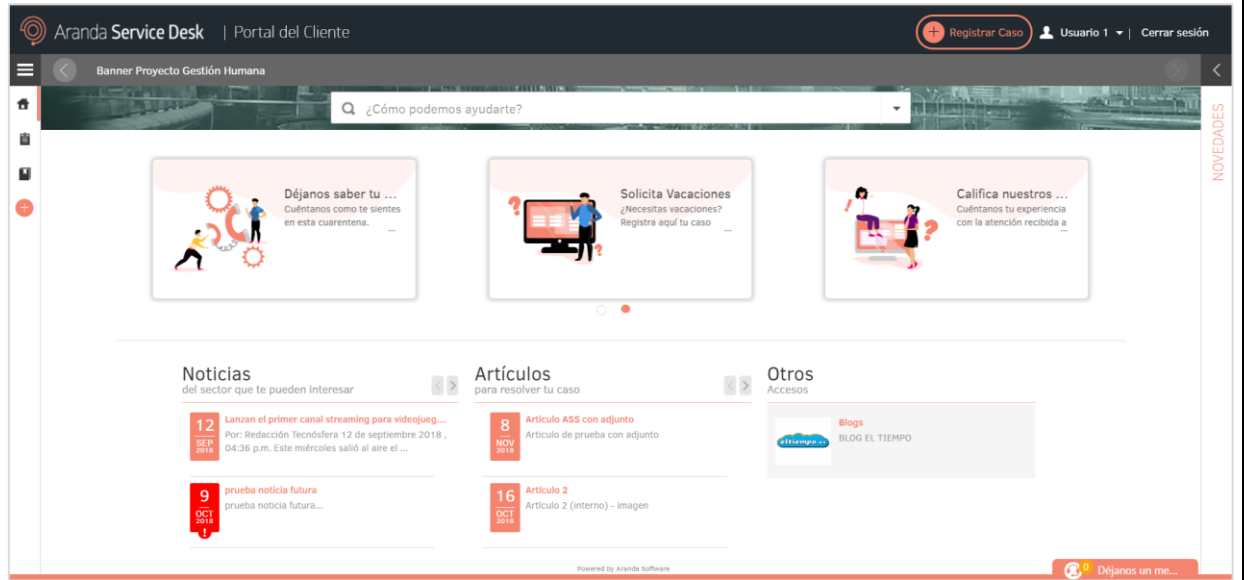 Aranda Service Desk | Portal del Cliente
Registrar Caso
Usuario 1
Cerrar sesión
Banner Proyecto Gestión Humana
¿Cómo podemos ayudarte?
NOVEDADES
Déjanos saber tu ...
Cuéntanos como te sientes
en esta cuarentena.
...
Solicita Vacaciones
¿Necesitas vacaciones?
Registra aquí tu caso
...
Califica nuestros ...
Cuéntanos tu experiencia
con la atención recibida a
...
Noticias
del sector que te pueden interesar
12
SEP
2018
Lanzan el primer canal streaming para videojueg...
Por: Redacción Tecnósfera 12 de septiembre 2018 ,
04:36 p.m. Este miércoles salió al aire el ...
9
OCT
2018
!
prueba noticia futura
prueba noticia futura...
Artículos
para resolver tu caso
8
NOV
2018
Articulo ASS con adjunto
Articulo de prueba con adjunto
16
OCT
2018
Artículo 2
Artículo 2 (interno) - imagen
Otros
Accesos
eltiempo.co
Blogs
BLOG EL TIEMPO
Powered by Aranda Software
0
Déjanos un me...